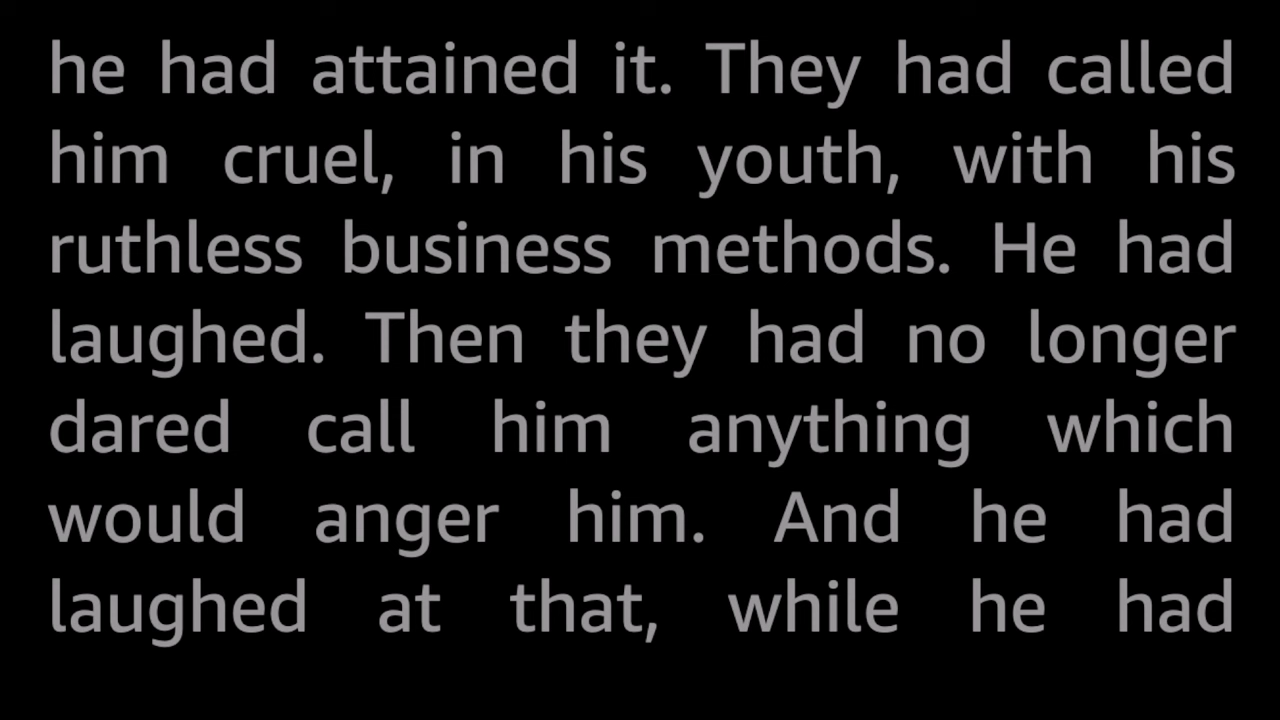 he had attained it. They had called
him cruel, in his youth, with his
ruthless business methods. He had
laughed. Then they had no longer
dared call him anything which
would anger him. And he had
laughed at that, while he had